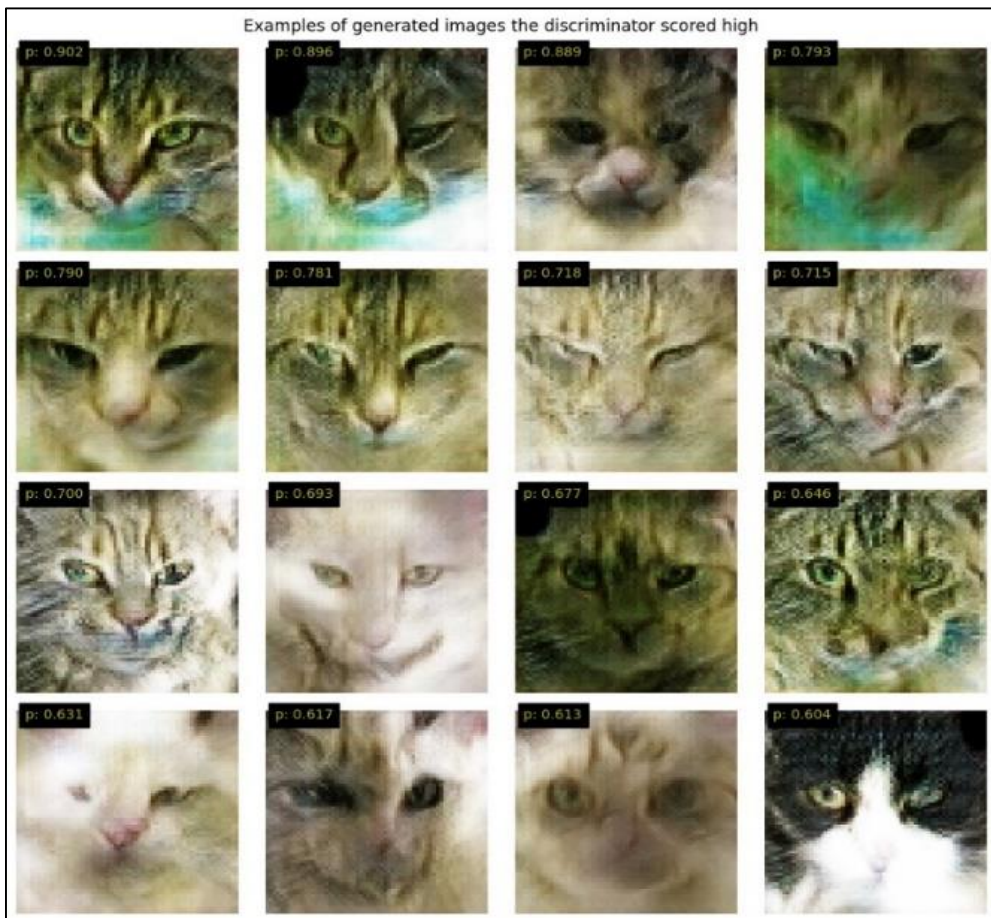 Examples of generated images the discriminator scored high
p: 0.902
p: 0.896
p: 0.889
p: 0.793
p: 0.790
p: 0.781
p: 0.718
p: 0.715
p: 0.700
p: 0.693
p: 0.677
p: 0.646
p: 0.631
p: 0.617
p: 0.613
p: 0.604